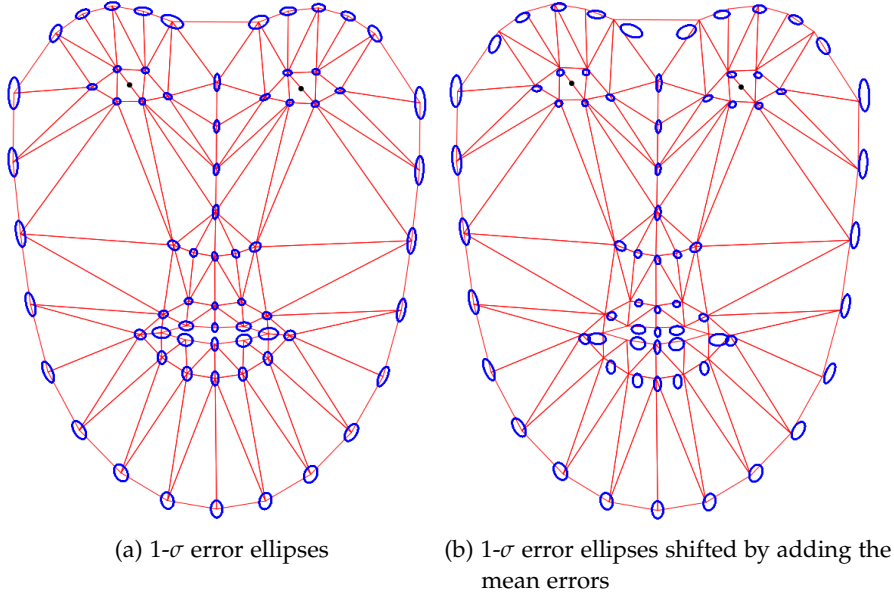 (a) 1-σ error ellipses
(b) 1-σ error ellipses shifted by adding the
mean errors